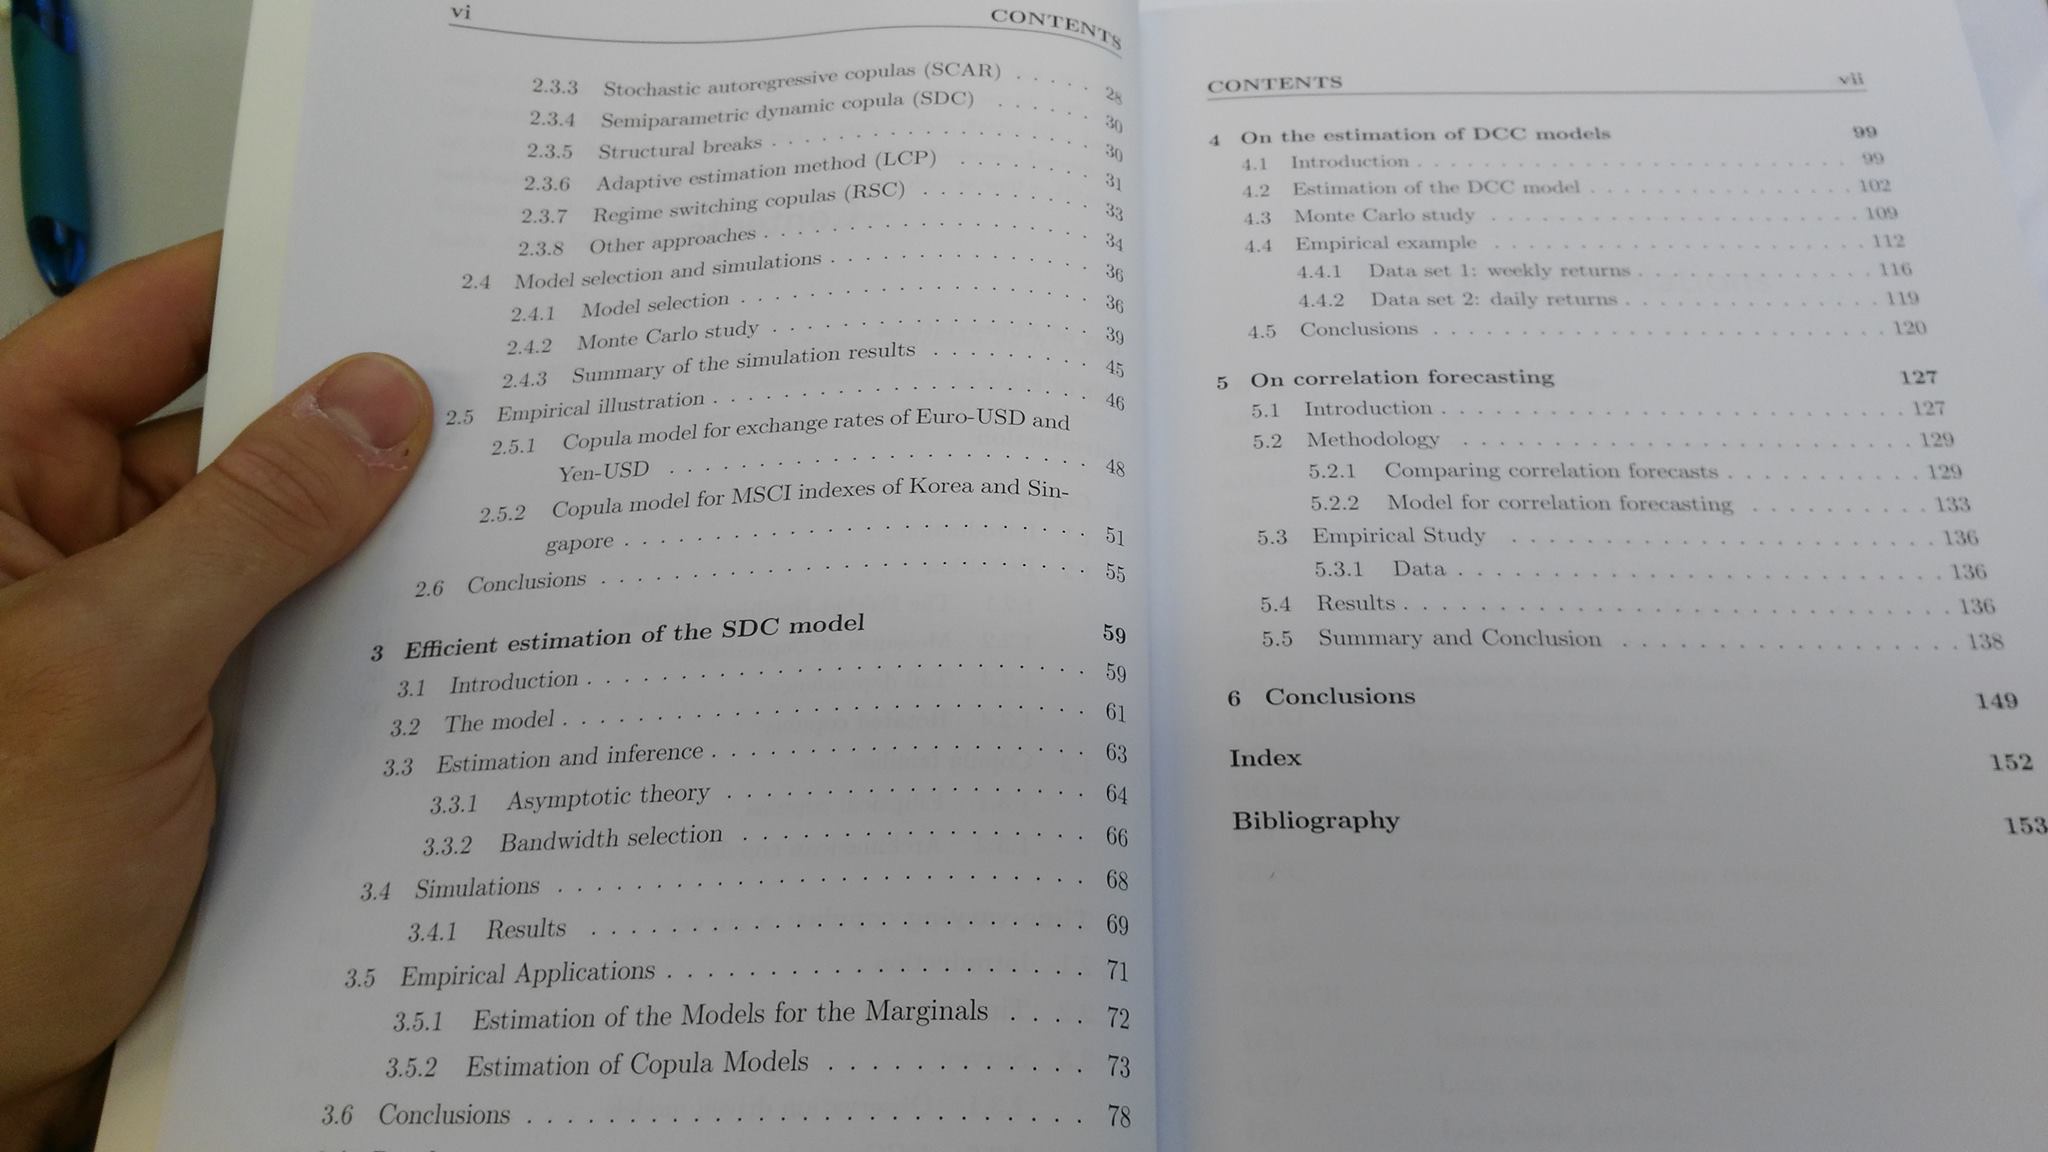 vi CONTENTS
2.3.3 Stochastic autoregressive copulas (SCAR) . . . . . 28
2.3.4 Semiparametric dynamic copula (SDC) . . . . . . 30
2.3.5 Structural breaks . . . . . . . . . . . . . . . . . . 30
2.3.6 Adaptive estimation method (LCP) . . . . . . . . 31
2.3.7 Regime switching copulas (RSC) . . . . . . . . . . 33
2.3.8 Other approaches . . . . . . . . . . . . . . . . . . 34
2.4 Model selection and simulations . . . . . . . . . . . . . . 36
2.4.1 Model selection . . . . . . . . . . . . . . . . . . . 36
2.4.2 Monte Carlo study . . . . . . . . . . . . . . . . . 39
2.4.3 Summary of the simulation results . . . . . . . . . 45
2.5 Empirical illustration . . . . . . . . . . . . . . . . . . . . 46
2.5.1 Copula model for exchange rates of Euro-USD and
Yen-USD . . . . . . . . . . . . . . . . . . . . . . 48
2.5.2 Copula model for MSCI indexes of Korea and Sin-
gapore . . . . . . . . . . . . . . . . . . . . . . . . 51
2.6 Conclusions . . . . . . . . . . . . . . . . . . . . . . . . . 55
3 Efficient estimation of the SDC model 59
3.1 Introduction . . . . . . . . . . . . . . . . . . . . . . . . . 59
3.2 The model . . . . . . . . . . . . . . . . . . . . . . . . . . 61
3.3 Estimation and inference . . . . . . . . . . . . . . . . . . 63
3.3.1 Asymptotic theory . . . . . . . . . . . . . . . . . 64
3.3.2 Bandwidth selection . . . . . . . . . . . . . . . . 66
3.4 Simulations . . . . . . . . . . . . . . . . . . . . . . . . . 68
3.4.1 Results . . . . . . . . . . . . . . . . . . . . . . . 69
3.5 Empirical Applications . . . . . . . . . . . . . . . . . . . 71
3.5.1 Estimation of the Models for the Marginals . . . . 72
3.5.2 Estimation of Copula Models . . . . . . . . . . . . 73
3.6 Conclusions . . . . . . . . . . . . . . . . . . . . . . . . . 78
CONTENTS vii
4 On the estimation of DCC models 99
4.1 Introduction . . . . . . . . . . . . . . . . . . . . . . . . . 99
4.2 Estimation of the DCC model . . . . . . . . . . . . . . . 102
4.3 Monte Carlo study . . . . . . . . . . . . . . . . . . . . . 109
4.4 Empirical example . . . . . . . . . . . . . . . . . . . . . 112
4.4.1 Data set 1: weekly returns . . . . . . . . . . . . . 116
4.4.2 Data set 2: daily returns . . . . . . . . . . . . . . 119
4.5 Conclusions . . . . . . . . . . . . . . . . . . . . . . . . . 120
5 On correlation forecasting 127
5.1 Introduction . . . . . . . . . . . . . . . . . . . . . . . . . 127
5.2 Methodology . . . . . . . . . . . . . . . . . . . . . . . . 129
5.2.1 Comparing correlation forecasts . . . . . . . . . . . 129
5.2.2 Model for correlation forecasting . . . . . . . . . . 133
5.3 Empirical Study . . . . . . . . . . . . . . . . . . . . . . 136
5.3.1 Data . . . . . . . . . . . . . . . . . . . . . . . . . 136
5.4 Results . . . . . . . . . . . . . . . . . . . . . . . . . . . . 136
5.5 Summary and Conclusion . . . . . . . . . . . . . . . . . 138
6 Conclusions 149
Index 152
Bibliography 153